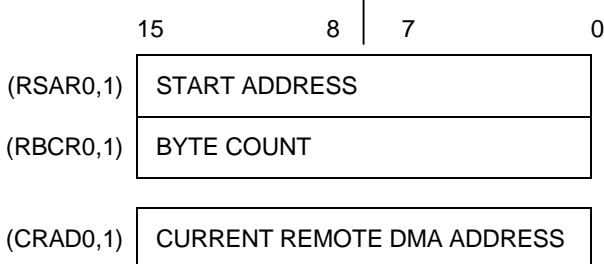 15 8 7 0
(RSAR0,1) START ADDRESS
(RBCR0,1) BYTE COUNT
(CRAD0,1) CURRENT REMOTE DMA ADDRESS